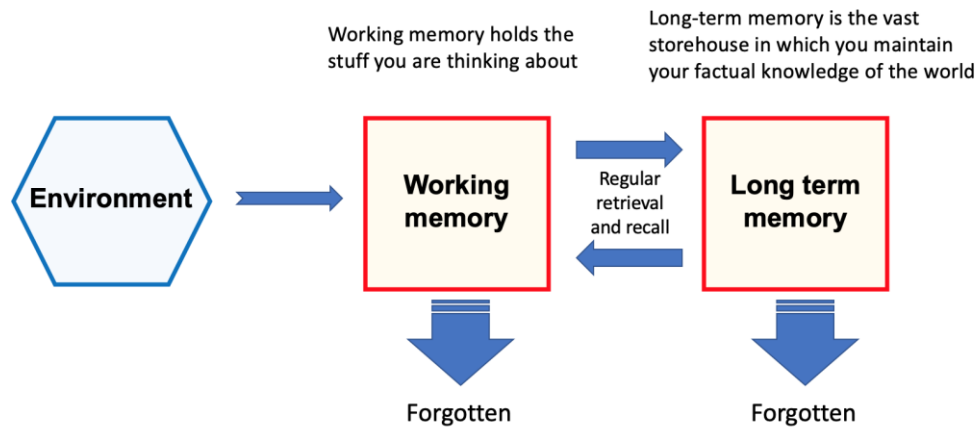 Working memory holds the
stuff you are thinking about
Long-term memory is the vast
storehouse in which you maintain
your factual knowledge of the world
Environment
Working
memory
Regular
retrieval
and recall
Long term
memory
Forgotten
Forgotten